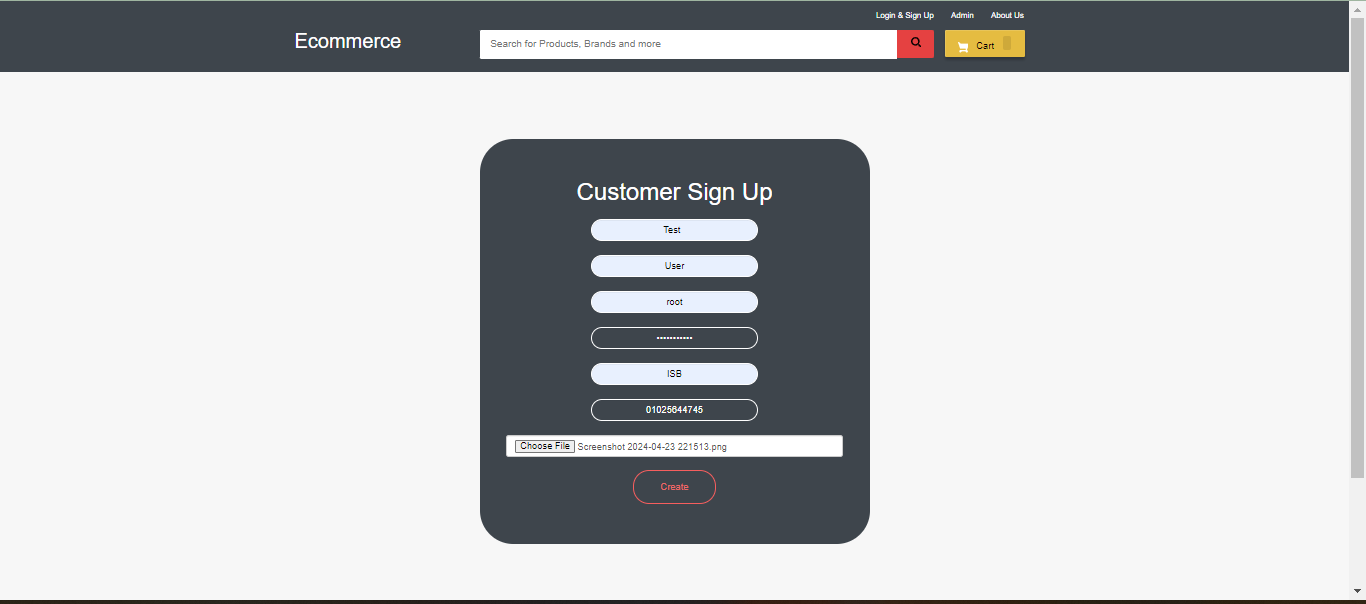 Login & Sign Up Admin About Us
Ecommerce
Search for Products, Brands and more
Cart
Customer Sign Up
Test
User
root
•••••••••••
ISB
01025644745
Choose File Screenshot 2024-04-23 221513.png
Create